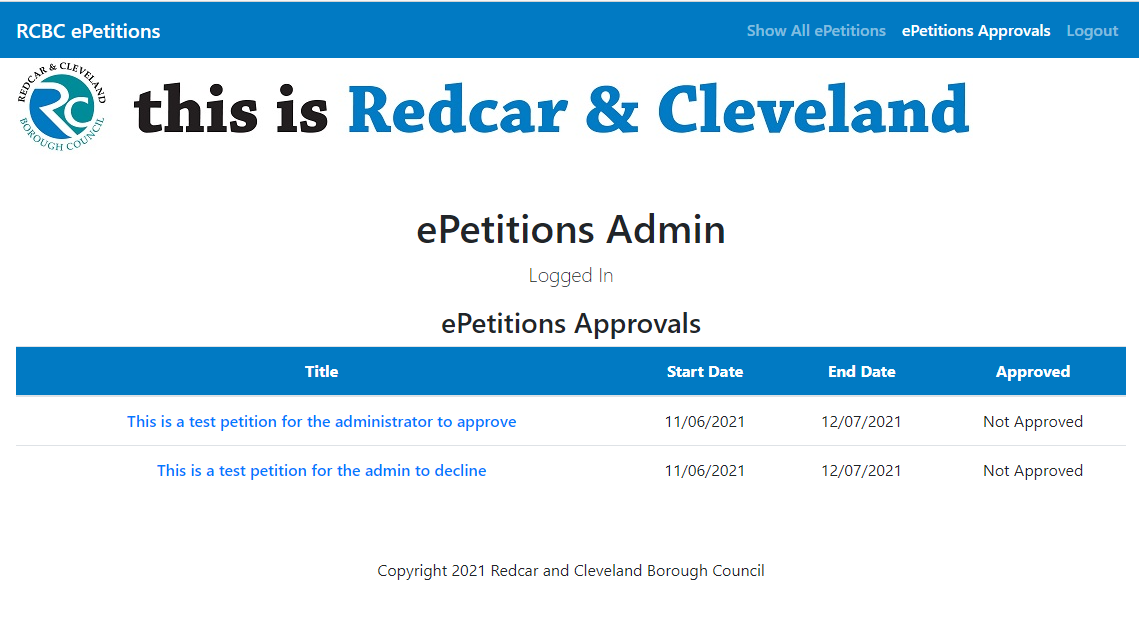 RCBC ePetitions Show All ePetitions ePetitions Approvals Logout
REDCAR & CLEVELAND
RC
BOROUGH COUNCIL
this is Redcar & Cleveland
ePetitions Admin
Logged In
ePetitions Approvals
Title Start Date End Date Approved
This is a test petition for the administrator to approve 11/06/2021 12/07/2021 Not Approved
This is a test petition for the admin to decline 11/06/2021 12/07/2021 Not Approved
Copyright 2021 Redcar and Cleveland Borough Council